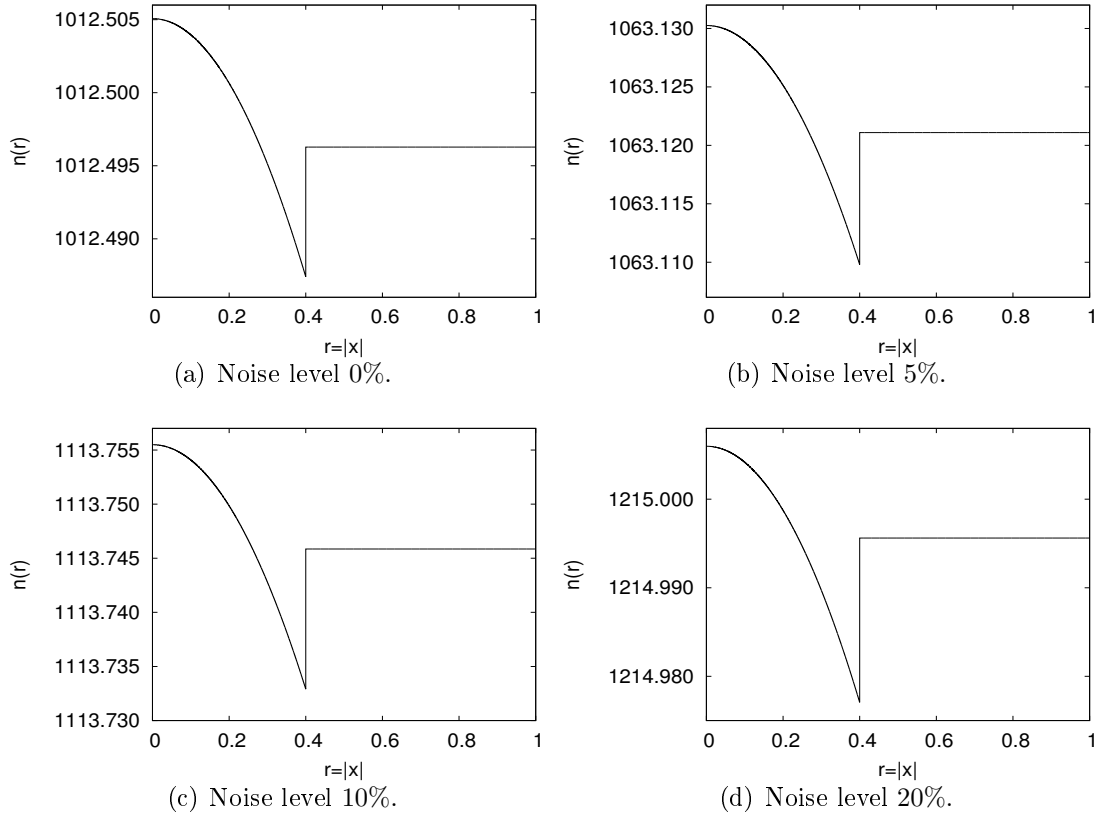 1012.505
1012.500
1012.495
1012.490
n(r)
0 0.2 0.4 0.6 0.8 1
r=|x|
(a) Noise level 0%.
1063.130
1063.125
1063.120
1063.115
1063.110
n(r)
0 0.2 0.4 0.6 0.8 1
r=|x|
(b) Noise level 5%.
1113.755
1113.750
1113.745
1113.740
1113.735
1113.730
n(r)
0 0.2 0.4 0.6 0.8 1
r=|x|
(c) Noise level 10%.
1215.000
1214.990
1214.980
n(r)
0 0.2 0.4 0.6 0.8 1
r=|x|
(d) Noise level 20%.